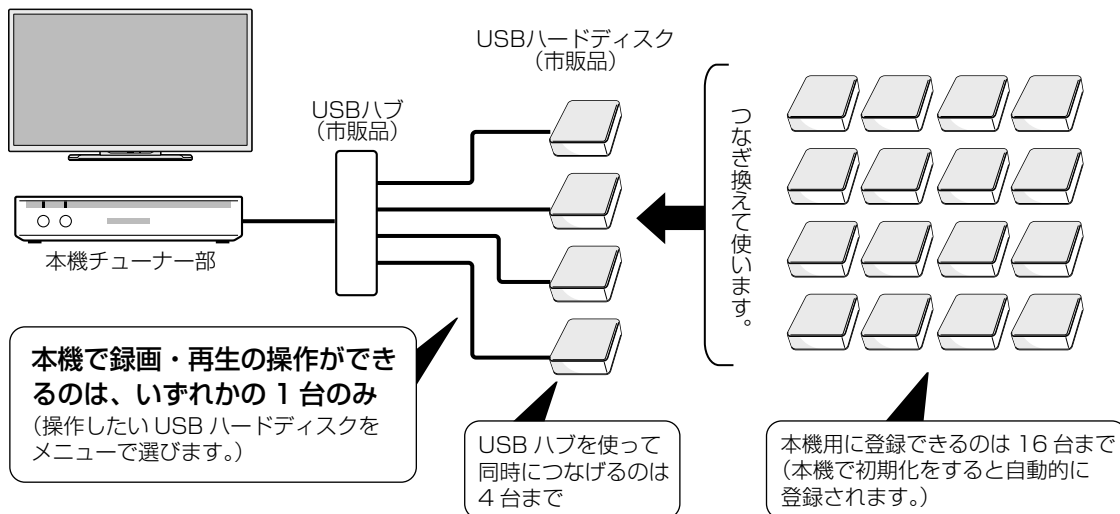 USBハードディスク
（市販品）
USBハブ
（市販品）
本機チューナー部
つなぎ換えて使います。
本機で録画・再生の操作ができ
るのは、いずれかの 1 台のみ
（操作したい USB ハードディスクを
メニューで選びます。）
USB ハブを使って
同時につなげるのは
4 台まで
本機用に登録できるのは 16 台まで
（本機で初期化をすると自動的に
登録されます。）